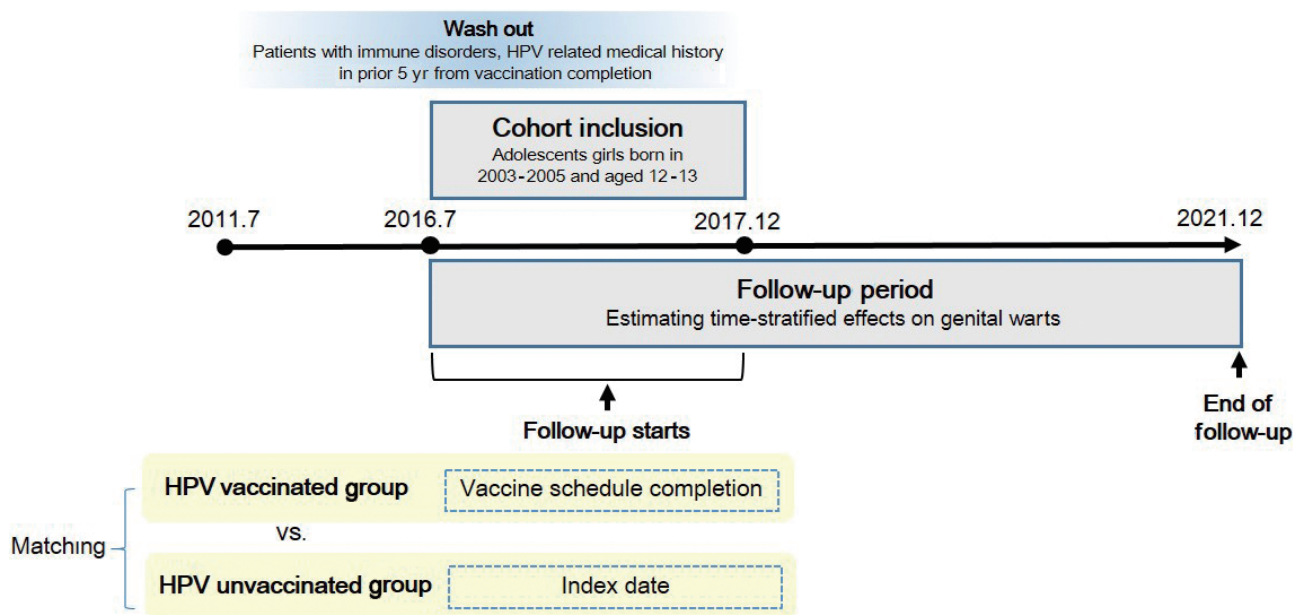 Wash out
Patients with immune disorders, HPV related medical history
in prior 5 yr from vaccination completion
Cohort inclusion
Adolescents girls born in
2003-2005 and aged 12-13
2011.7
2016.7
2017.12
2021.12
Follow-up period
Estimating time-stratified effects on genital warts
Follow-up starts
End of
follow-up
HPV vaccinated group
Vaccine schedule completion
vs.
Matching
HPV unvaccinated group
Index date